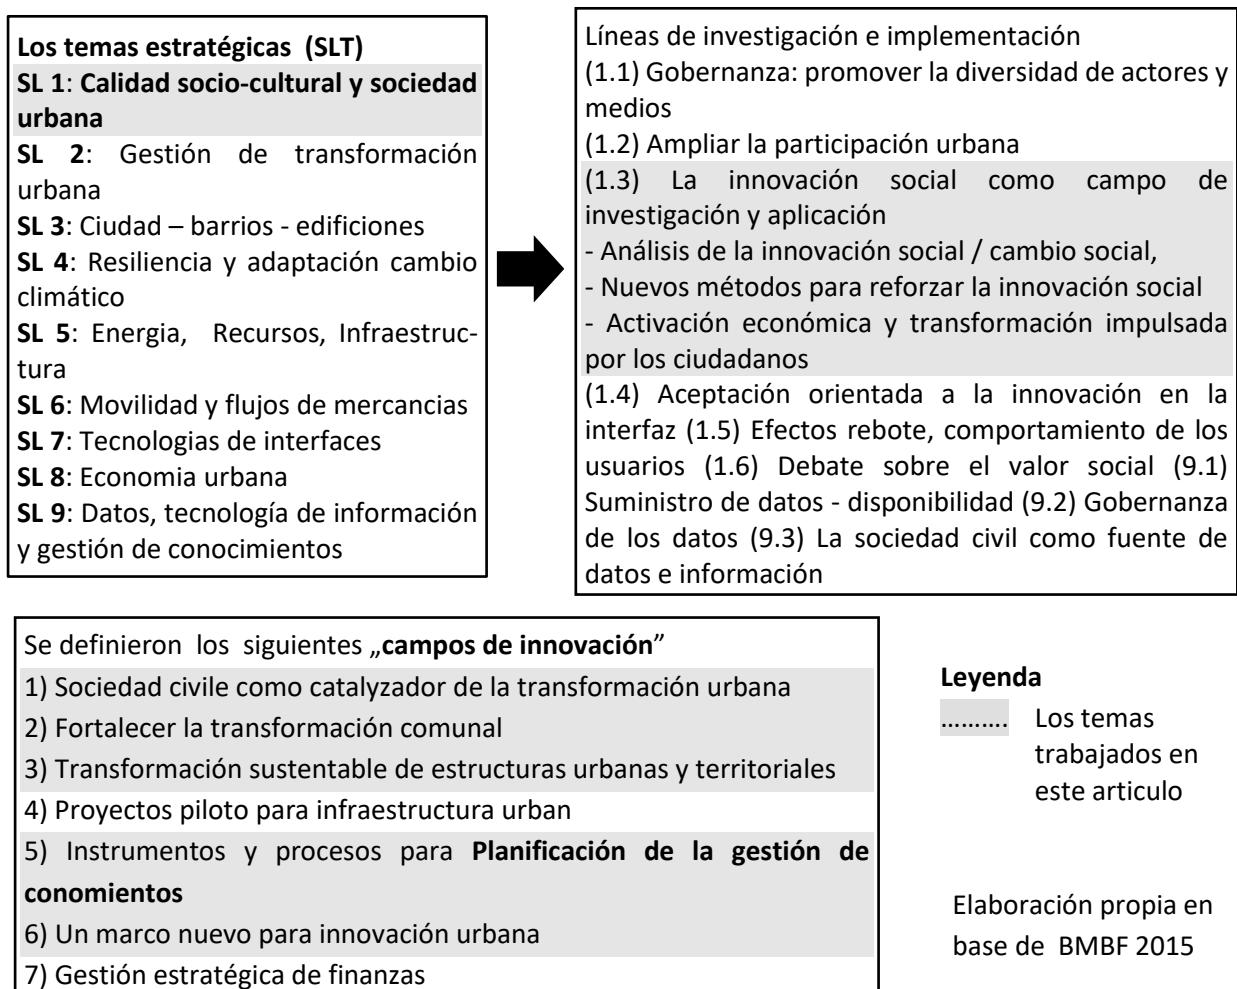 Los temas estratégicas (SLT)
SL 1: Calidad socio-cultural y sociedad
urbana
SL 2: Gestión de transformación
urbana
SL 3: Ciudad – barrios - edificiones
SL 4: Resiliencia y adaptación cambio
climático
SL 5: Energia, Recursos, Infraestruc-
tura
SL 6: Movilidad y flujos de mercancias
SL 7: Tecnologias de interfaces
SL 8: Economia urbana
SL 9: Datos, tecnología de información
y gestión de conocimientos
Líneas de investigación e implementación
(1.1) Gobernanza: promover la diversidad de actores y
medios
(1.2) Ampliar la participación urbana
(1.3) La innovación social como campo de
investigación y aplicación
- Análisis de la innovación social / cambio social,
- Nuevos métodos para reforzar la innovación social
- Activación económica y transformación impulsada
por los ciudadanos
(1.4) Aceptación orientada a la innovación en la
interfaz (1.5) Efectos rebote, comportamiento de los
usuarios (1.6) Debate sobre el valor social (9.1)
Suministro de datos - disponibilidad (9.2) Gobernanza
de los datos (9.3) La sociedad civil como fuente de
datos e información
Se definieron los siguientes „campos de innovación”
1) Sociedad civile como catalyzador de la transformación urbana
2) Fortalecer la transformación comunal
3) Transformación sustentable de estructuras urbanas y territoriales
4) Proyectos piloto para infraestructura urban
5) Instrumentos y procesos para Planificación de la gestión de
conomientos
6) Un marco nuevo para innovación urbana
7) Gestión estratégica de finanzas
Leyenda
.......... Los temas
trabajados en
este articulo
Elaboración propia en
base de BMBF 2015